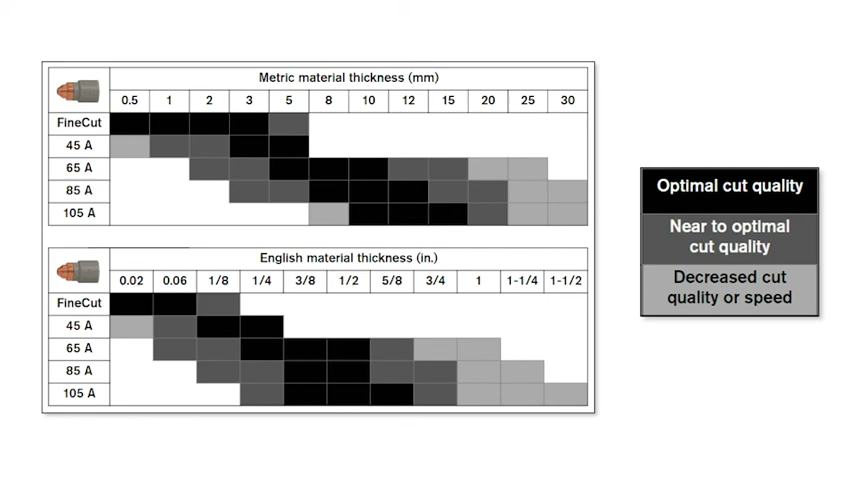 Metric material thickness (mm)
0.5 1 2 3 5 8 10 12 15 20 25 30
FineCut
45 A
65 A
85 A
105 A
English material thickness (in.)
0.02 0.06 1/8 1/4 3/8 1/2 5/8 3/4 1 1-1/4 1-1/2
FineCut
45 A
65 A
85 A
105 A
Optimal cut quality
Near to optimal
cut quality
Decreased cut
quality or speed